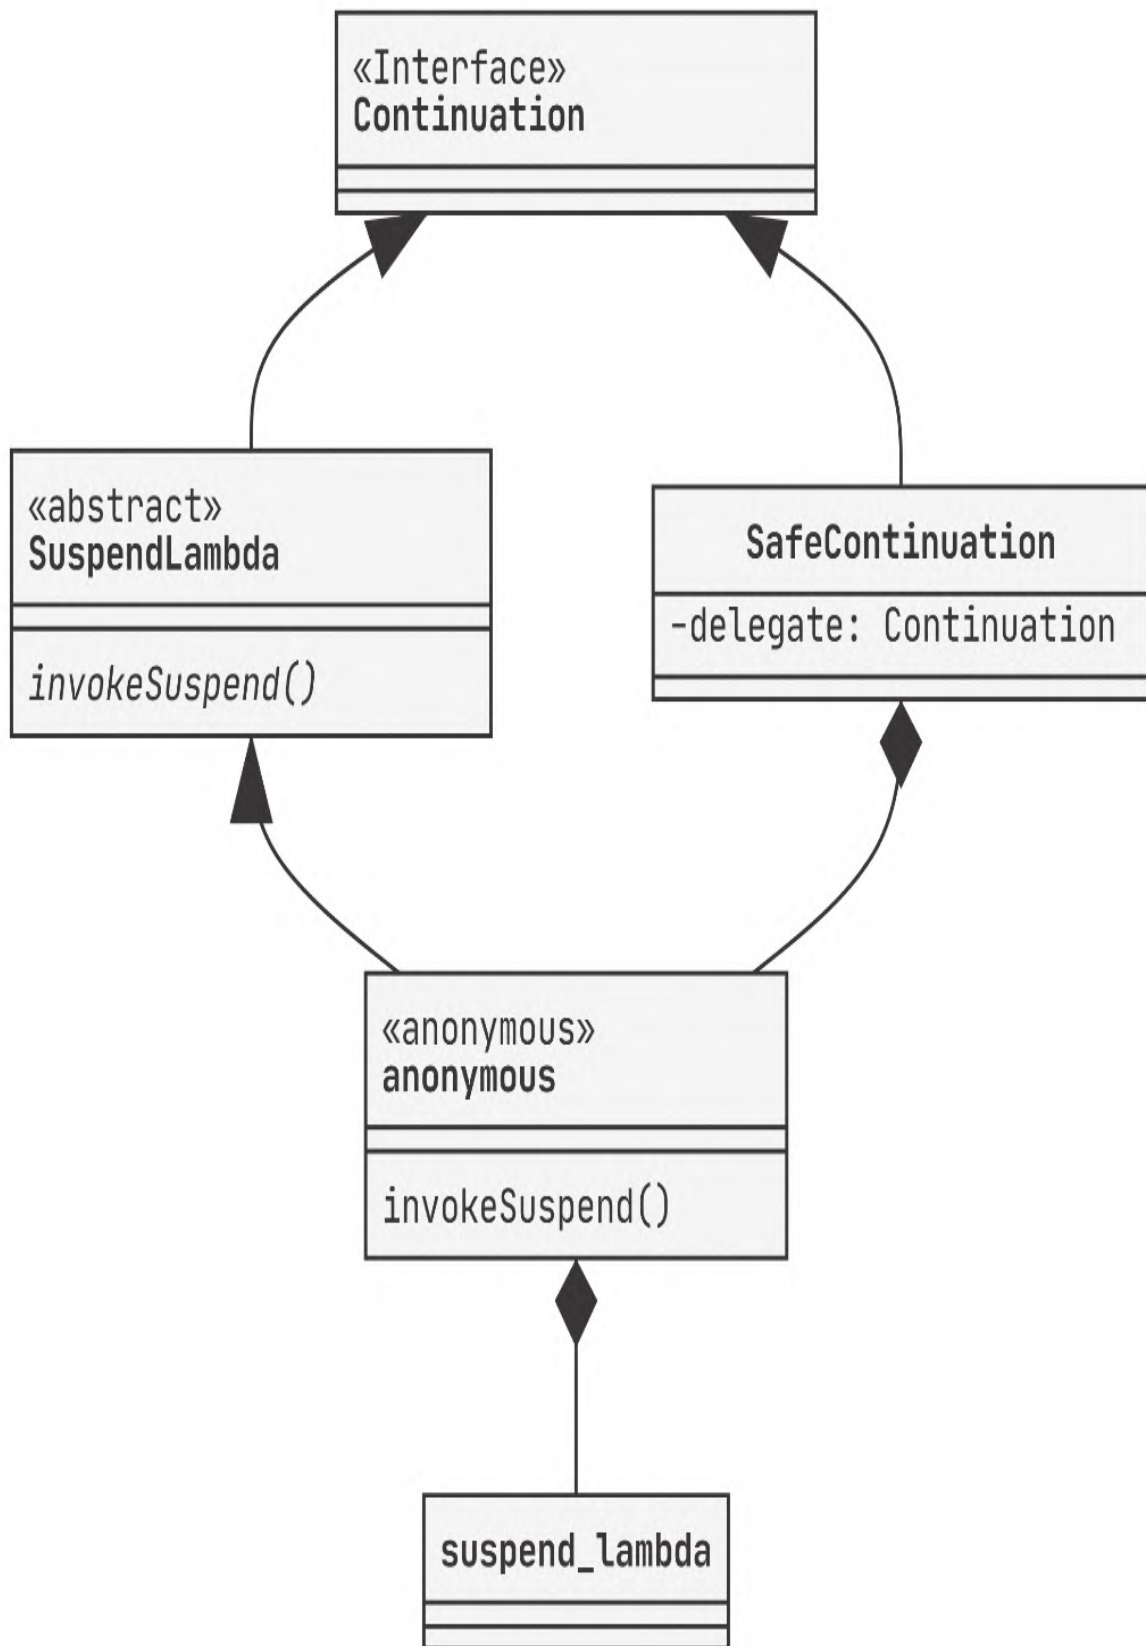 «Interface»
Continuation
«abstract»
SuspendLambda
invokeSuspend()
SafeContinuation
-delegate: Continuation
«anonymous»
anonymous
invokeSuspend()
suspend_lambda